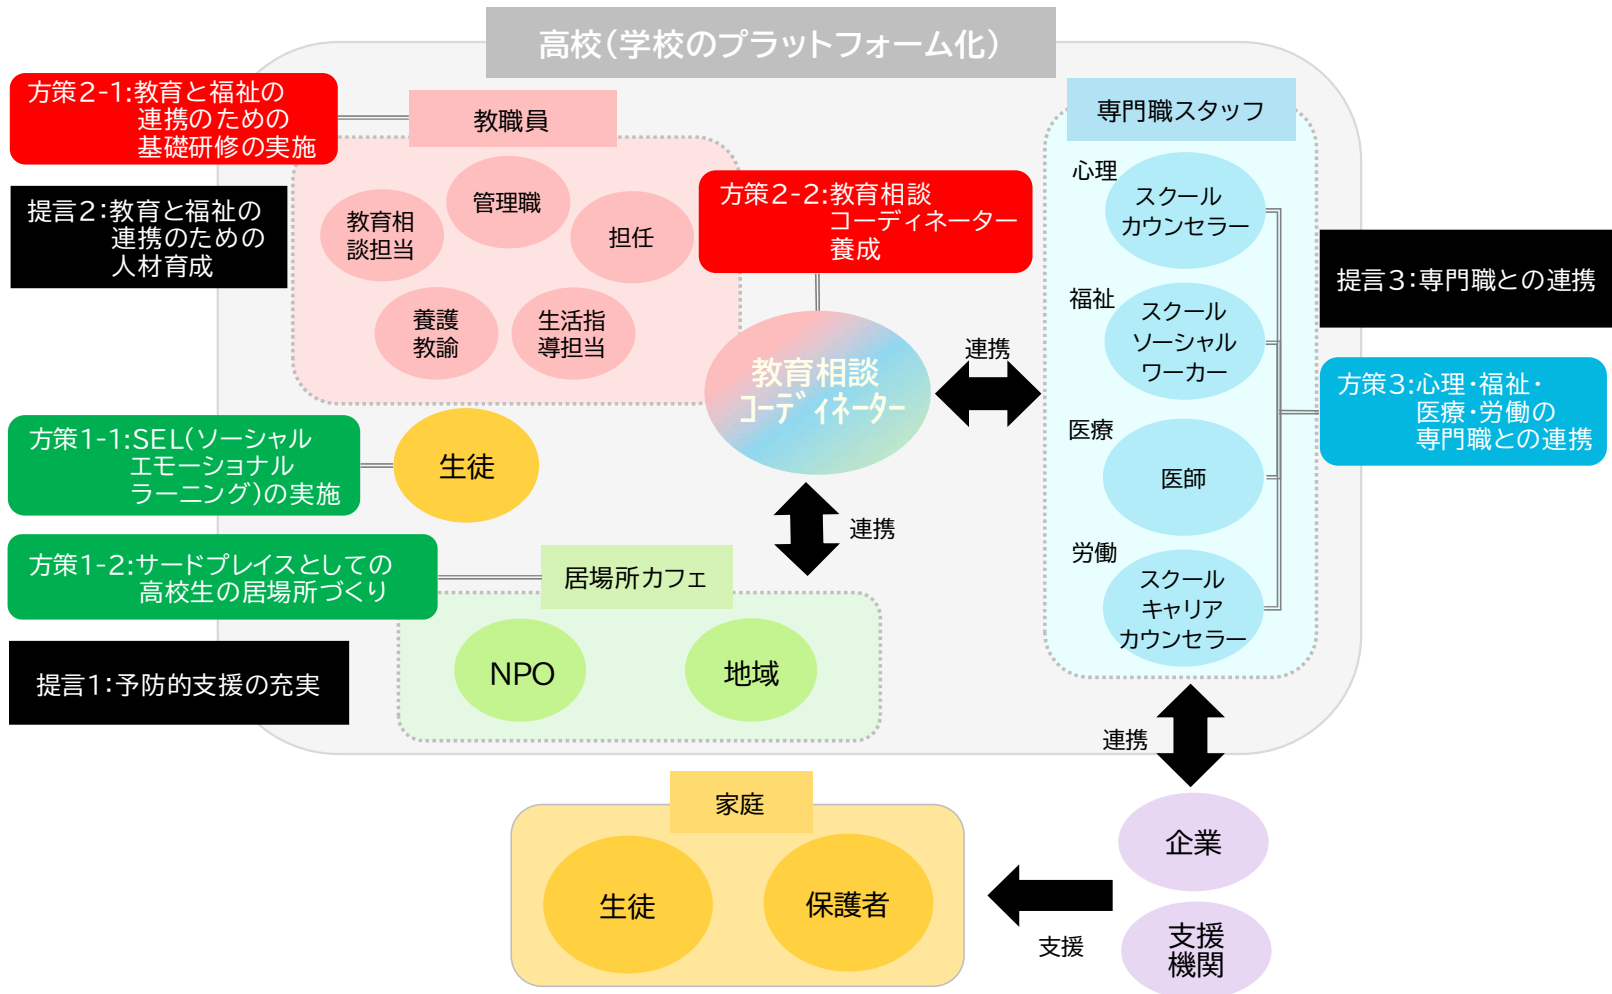 高校(学校のプラットフォーム化)
方策2-1:教育と福祉の
連携のための
基礎研修の実施
教職員
専門職スタッフ
提言2:教育と福祉の
連携のための
人材育成
教育相
談担当
管理職
担任
養護
教諭
生活指
導担当
方策2-2:教育相談
コーディネーター
養成
教育相談
コーディネーター
連携
心理
スクール
カウンセラー
福祉
スクール
ソーシャル
ワーカー
医療
医師
労働
スクール
キャリア
カウンセラー
提言3:専門職との連携
方策3:心理・福祉・
医療・労働の
専門職との連携
方策1-1:SEL(ソーシャル
エモーショナル
ラーニング)の実施
生徒
連携
方策1-2:サードプレイスとしての
高校生の居場所づくり
居場所カフェ
NPO
地域
提言1:予防的支援の充実
連携
家庭
生徒
保護者
企業
支援
機関
支援